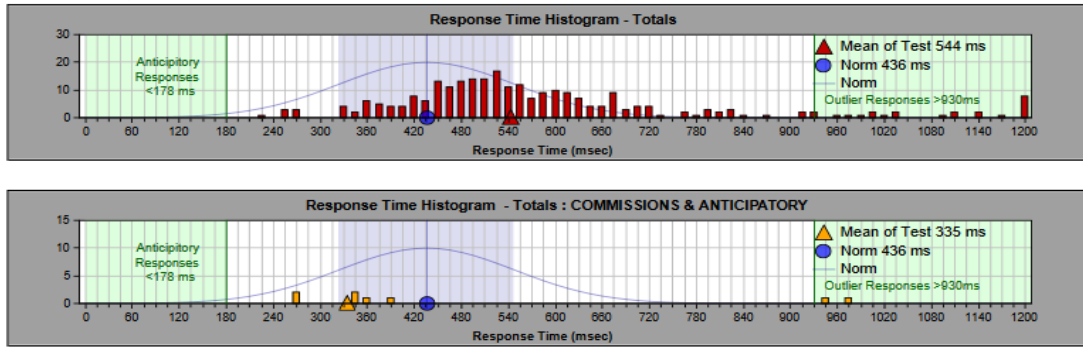 Response Time Histogram - Totals
30
20
10
0
Anticipitory
Responses
<178 ms
Mean of Test 544 ms
Norm 436 ms
Norm
Outlier Responses >930ms
0 60 120 180 240 300 360 420 480 540 600 660 720 780 840 900 960 1020 1080 1140 1200
Response Time (msec)
Response Time Histogram - Totals : COMMISSIONS & ANTICIPATORY
15
10
5
0
Anticipitory
Responses
<178 ms
Mean of Test 335 ms
Norm 436 ms
Norm
Outlier Responses >930ms
0 60 120 180 240 300 360 420 480 540 600 660 720 780 840 900 960 1020 1080 1140 1200
Response Time (msec)